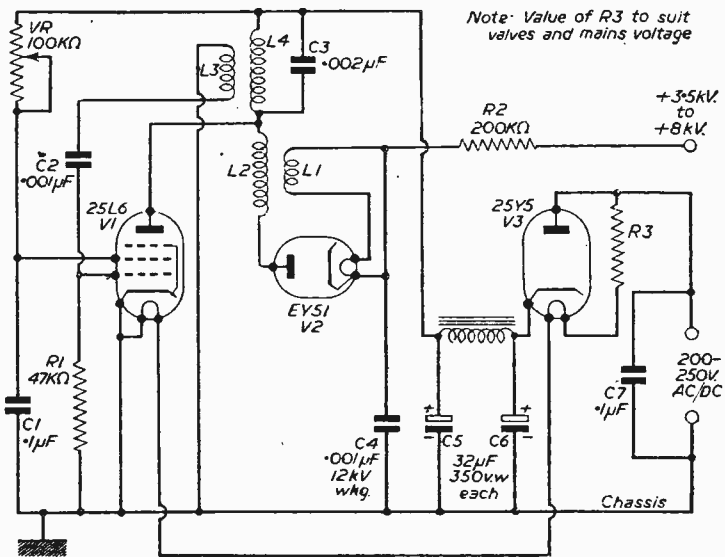 Note· Value of R3 to suit
valves and mains voltage
VR
100KΩ
L3
L4
C3
·002µF
C2
·001µF
25L6
V1
L2
L1
R2
200KΩ
+3·5kV.
to
+8kV.
25Y5
V3
R3
EY51
V2
R1
47KΩ
C1
·1µF
C4
·001µF
12kV
wkg.
+
-
C5
C6
+
-
32µF
350v.w
each
C7
·1µF
200-
250v.
AC/DC
Chassis